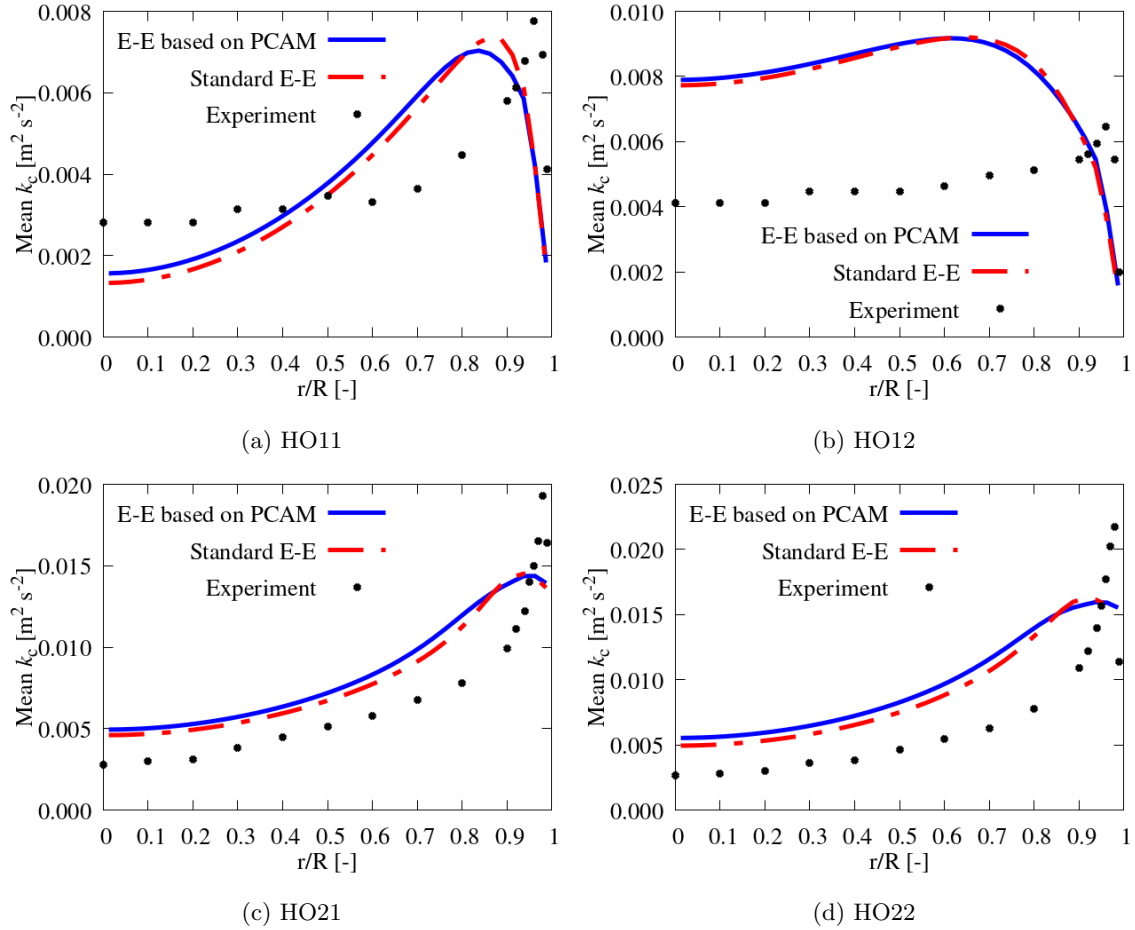 0.008
0.006
0.004
0.002
0.000
Mean k_c [m² s⁻²]
E-E based on PCAM
Standard E-E
Experiment
0 0.1 0.2 0.3 0.4 0.5 0.6 0.7 0.8 0.9 1
r/R [-]
(a) HO11
0.010
0.008
0.006
0.004
0.002
0.000
Mean k_c [m² s⁻²]
E-E based on PCAM
Standard E-E
Experiment
0 0.1 0.2 0.3 0.4 0.5 0.6 0.7 0.8 0.9 1
r/R [-]
(b) HO12
0.020
0.015
0.010
0.005
0.000
Mean k_c [m² s⁻²]
E-E based on PCAM
Standard E-E
Experiment
0 0.1 0.2 0.3 0.4 0.5 0.6 0.7 0.8 0.9 1
r/R [-]
(c) HO21
0.025
0.020
0.015
0.010
0.005
0.000
Mean k_c [m² s⁻²]
E-E based on PCAM
Standard E-E
Experiment
0 0.1 0.2 0.3 0.4 0.5 0.6 0.7 0.8 0.9 1
r/R [-]
(d) HO22